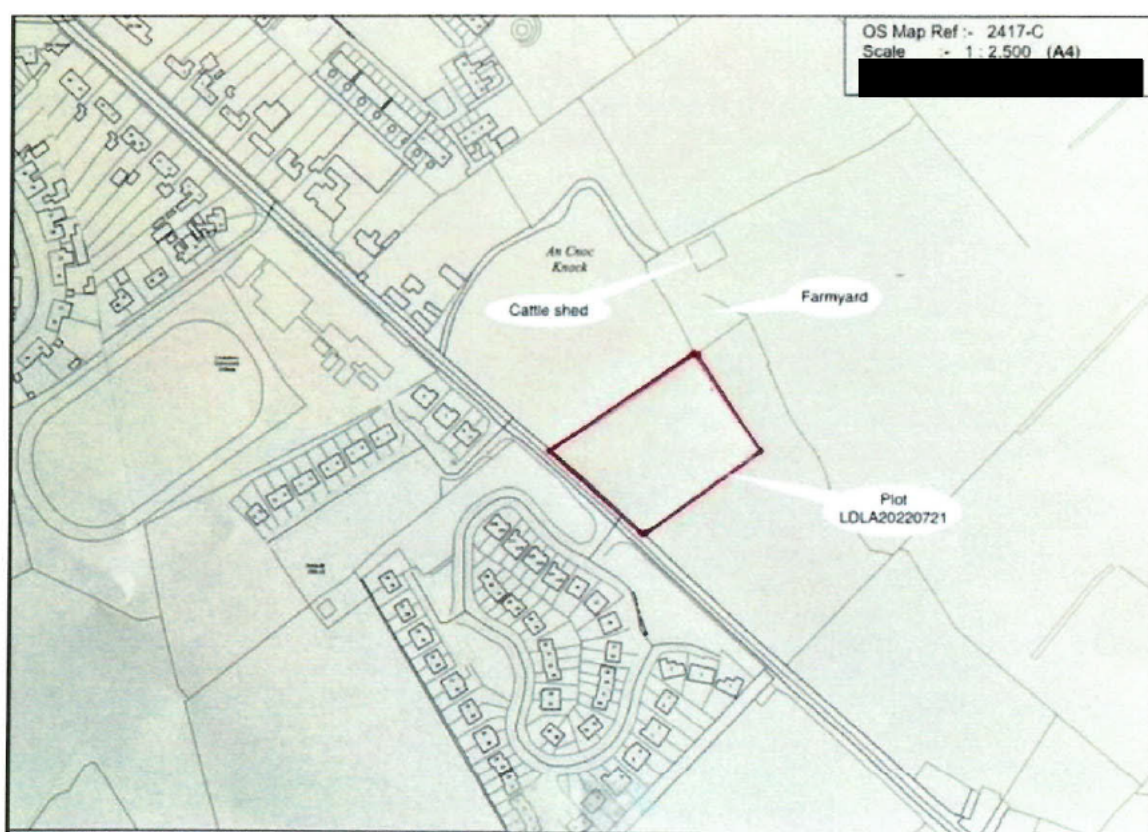 OS Map Ref :- 2417-C
Scale :- 1 : 2,500 (A4)
An Cnoc
Knock
Cattle shed
Farmyard
Plot
LDLA20220721